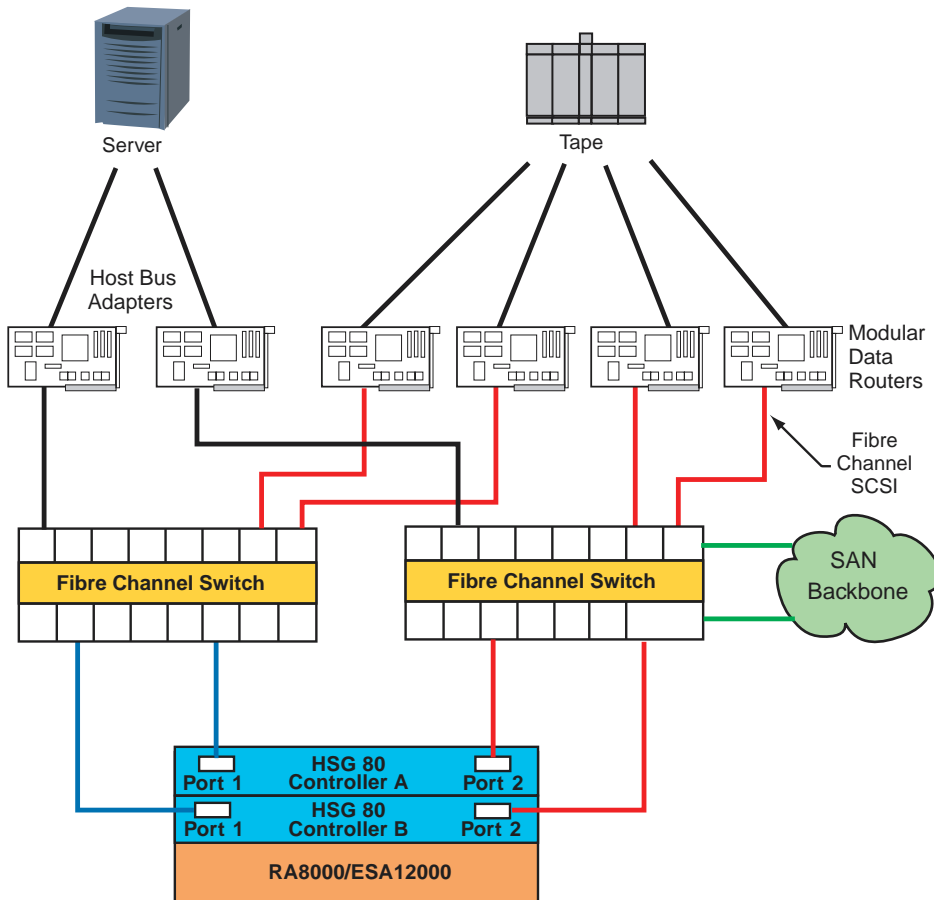 Server
Tape
Host Bus
Adapters
Modular
Data
Routers
Fibre
Channel
SCSI
Fibre Channel Switch
Fibre Channel Switch
SAN
Backbone
HSG 80
Controller A
Port 1
Port 2
HSG 80
Controller B
Port 1
Port 2
RA8000/ESA12000